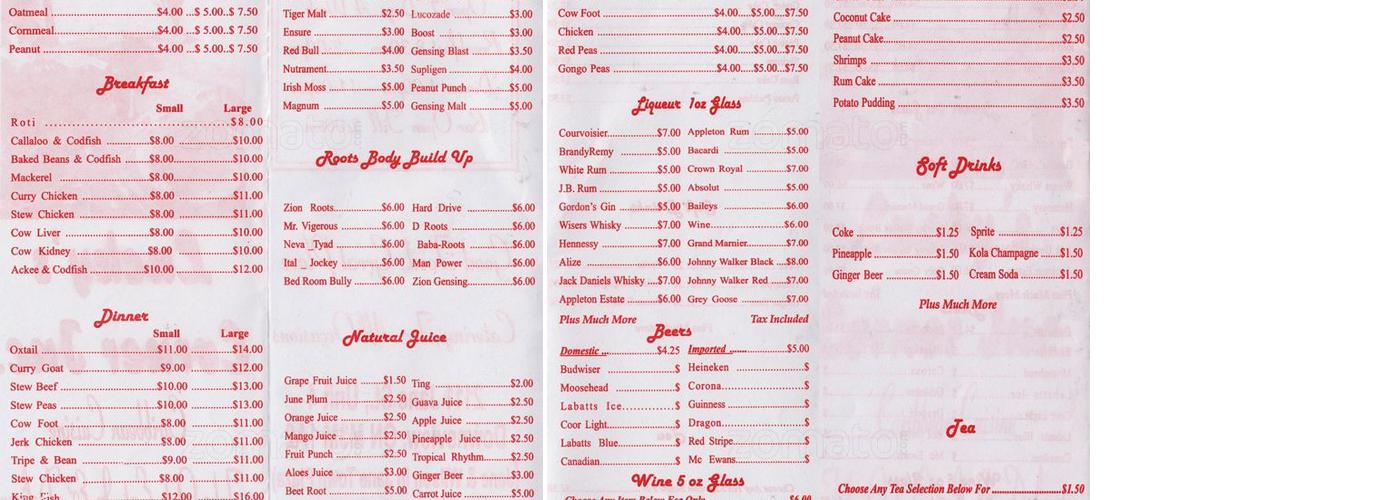 Oatmeal ........................$4.00 ...$ 5.00..$ 7.50
Cornmeal........................$4.00 ...$ 5.00..$ 7.50
Peanut ..........................$4.00 ...$ 5.00..$ 7.50
Breakfast
Small Large
Roti ..............................$8.00
Callaloo & Codfish ..............$8.00 ..............$10.00
Baked Beans & Codfish ......$8.00..............$10.00
Mackerel ..........................$8.00..............$10.00
Curry Chicken ..................$8.00 ..............$11.00
Stew Chicken ....................$8.00 ..............$11.00
Cow Liver ........................$8.00 ..............$10.00
Cow Kidney ....................$8.00 ..............$10.00
Ackee & Codfish ..............$10.00 ..............$12.00
Dinner
Small Large
Oxtail ............................$11.00 ..........$14.00
Curry Goat ......................$9.00 ............$12.00
Stew Beef ........................$10.00 ..........$13.00
Stew Peas ........................$10.00 ..........$13.00
Cow Foot ........................$8.00 ............$11.00
Jerk Chicken ....................$8.00 ............$11.00
Tripe & Bean ....................$9.00 ............$11.00
Stew Chicken ....................$8.00 ............$11.00
King Fish ........................$12.00 ..........$16.00
Tiger Malt ..............$2.50 Lucozade ..............$3.00
Ensure ..............$3.00 Boost ..............$3.00
Red Bull ..............$4.00 Gensing Blast ..........$3.50
Nutrament..............$3.50 Supligen ..............$4.00
Irish Moss ..............$5.00 Peanut Punch ..........$5.00
Magnum ..............$5.00 Gensing Malt ..........$5.00
Roots Body Build Up
Zion Roots..............$6.00 Hard Drive ..............$6.00
Mr. Vigerous ..........$6.00 D Roots ..............$6.00
Neva _Tyad ..........$6.00 Baba-Roots ..........$6.00
Ital _ Jockey ..........$6.00 Man Power ..........$6.00
Bed Room Bully ......$6.00 Zion Gensing..........$6.00
Natural Juice
Grape Fruit Juice ........$1.50 Ting ..............$2.00
June Plum ..............$2.50 Guava Juice ..........$2.50
Orange Juice ..........$2.50 Apple Juice ..........$2.50
Mango Juice ..........$2.50 Pineapple Juice........$2.50
Fruit Punch ..........$2.50 Tropical Rhythm........$2.50
Aloes Juice ..........$3.00 Ginger Beer ..........$3.00
Beet Root ..............$5.00 Carrot Juice ..........$5.00
Cow Foot ......................$4.00....$5.00...$7.50
Chicken ........................$4.00....$5.00...$7.50
Red Peas ......................$4.00....$5.00...$7.50
Gongo Peas ....................$4.00....$5.00...$7.50
Liqueur 1oz Glass
Courvoisier..............$7.00 Appleton Rum ..........$5.00
BrandyRemy ..........$5.00 Bacardi ..............$5.00
White Rum ..............$5.00 Crown Royal ..........$7.00
J.B. Rum ..............$5.00 Absolut ..............$5.00
Gordon's Gin ..........$5.00 Baileys ..............$6.00
Wisers Whisky ..........$7.00 Wine..............$6.00
Hennessy ..............$7.00 Grand Marnier..........$7.00
Alize ..............$6.00 Johnny Walker Black ....$8.00
Jack Daniels Whisky ....$7.00 Johnny Walker Red ......$7.00
Appleton Estate ..........$6.00 Grey Goose ..........$7.00
Plus Much More Tax Included
Beers
Domestic ... $4.25 Imported ...... $5.00
Budwiser ..............$ Heineken ..............$
Moosehead ..............$ Corona..............$
Labatts Ice..............$ Guinness ..............$
Coor Light..............$ Dragon..............$
Labatts Blue..............$ Red Stripe..............$
Canadian..............$ Mc Ewans..............$
Wine 5 oz Glass
Choose Any Item Below For Only ..............$6.00
Coconut Cake ..............................$2.50
Peanut Cake................................$2.50
Shrimps ....................................$3.50
Rum Cake ..................................$3.50
Potato Pudding ............................$3.50
Soft Drinks
Coke ..............$1.25 Sprite ..............$1.25
Pineapple ..............$1.50 Kola Champagne ....$1.50
Ginger Beer ..........$1.50 Cream Soda ..........$1.50
Plus Much More
Tea
Choose Any Tea Selection Below For ..............$1.50
zomato